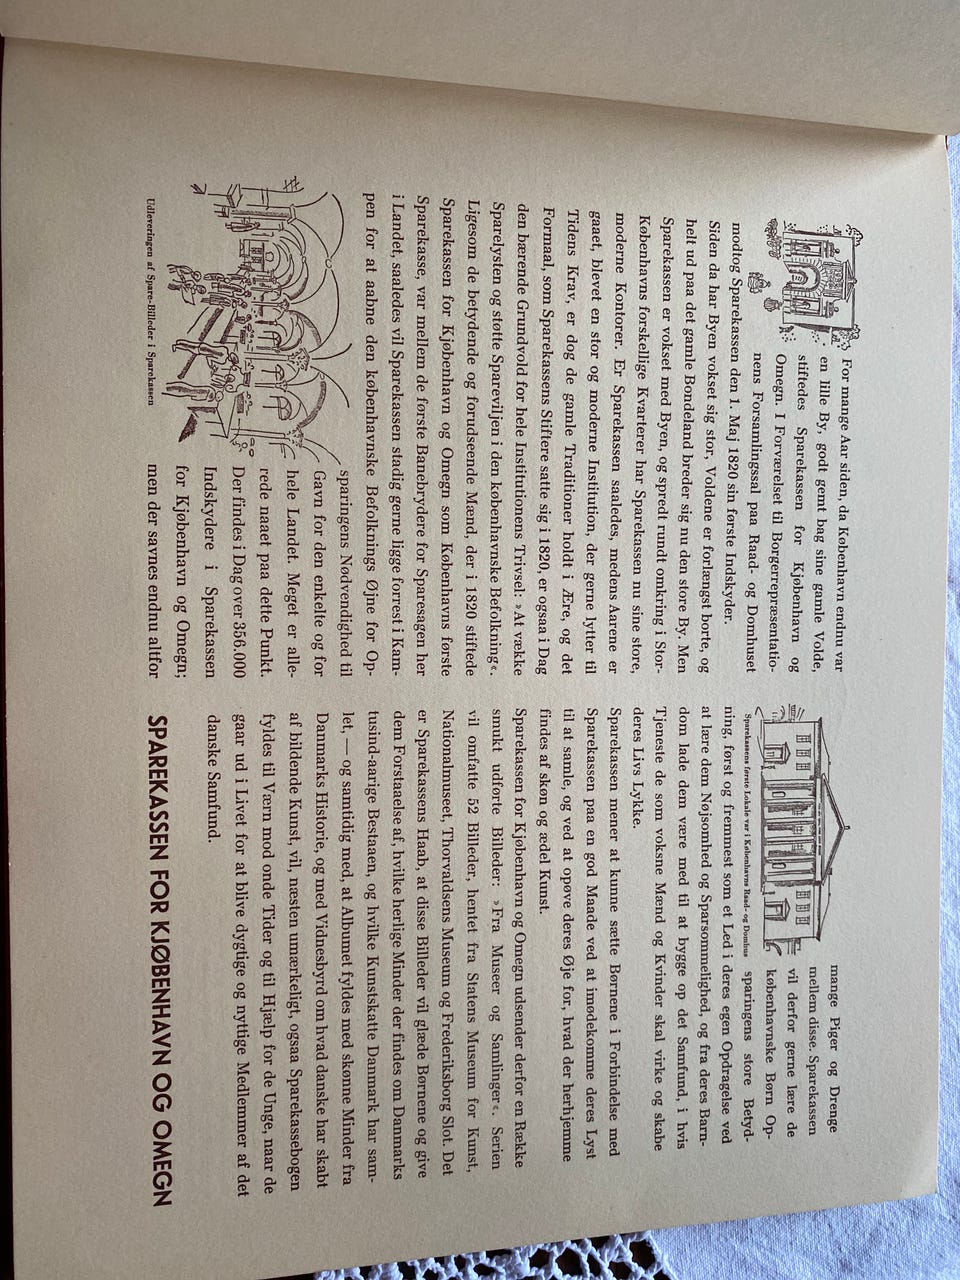 For mange Aar siden, da København endnu var
en lille By, godt gemt bag sine gamle Volde,
stiftedes Sparekassen for Kjøbenhavn og
Omegn. I Forværelset til Borgerrepræsentatio-
nens Forsamlingssal paa Raad- og Domhuset
modtog Sparekassen den 1. Maj 1820 sin første Indskyder.
Siden da har Byen vokset sig stor, Voldene er forlængst borte, og
helt ud paa det gamle Bondeland breder sig nu den store By. Men
Sparekassen er vokset med Byen, og spredt rundt omkring i Stor-
Københavns forskellige Kvarterer har Sparekassen nu sine store,
moderne Kontorer. Er Sparekassen saaledes, medens Aarene er
gaaet, blevet en stor og moderne Institution, der gerne lytter til
Tidens Krav, er dog de gamle Traditioner holdt i Ære, og det
Formaal, som Sparekassens Stiftere satte sig i 1820, er ogsaa i Dag
den bærende Grundvold for hele Institutionens Trivsel: »At vække
Sparelysten og støtte Spareviljen i den københavnske Befolkning«.
Ligesom de betydende og forudseende Mænd, der i 1820 stiftede
Sparekassen for Kjøbenhavn og Omegn som Københavns første
Sparekasse, var mellem de første Banebrydere for Sparesagen her
i Landet, saaledes vil Sparekassen stadig gerne ligge forrest i Kam-
pen for at aabne den københavnske Befolknings Øjne for Op-
sparingens Nødvendighed til
Gavn for den enkelte og for
hele Landet. Meget er alle-
rede naaet paa dette Punkt.
Der findes i Dag over 356.000
Indskydere i Sparekassen
for Kjøbenhavn og Omegn;
men der savnes endnu altfor
Udleveringen af Spare-Billeder i Sparekassen
mange Piger og Drenge
mellem disse. Sparekassen
vil derfor gerne lære de
københavnske Børn Op-
sparingens store Betyd-
Sparekassens første Lokale var i Københavns Raad- og Domhus
ning, først og fremmest som et Led i deres egen Opdragelse ved
at lære dem Nøjsomhed og Sparsommelighed, og fra deres Barn-
dom lade dem være med til at bygge op det Samfund, i hvis
Tjeneste de som voksne Mænd og Kvinder skal virke og skabe
deres Livs Lykke.
Sparekassen mener at kunne sætte Børnene i Forbindelse med
Sparekassen paa en god Maade ved at imødekomme deres Lyst
til at samle, og ved at opøve deres Øje for, hvad der herhjemme
findes af skøn og ædel Kunst.
Sparekassen for Kjøbenhavn og Omegn udsender derfor en Række
smukt udførte Billeder: »Fra Museer og Samlinger«. Serien
vil omfatte 52 Billeder, hentet fra Statens Museum for Kunst,
Nationalmuseet, Thorvaldsens Museum og Frederiksborg Slot. Det
er Sparekassens Haab, at disse Billeder vil glæde Børnene og give
dem Forstaaelse af, hvilke herlige Minder der findes om Danmarks
tusind-aarige Bestaaen, og hvilke Kunstskatte Danmark har sam-
let, — og samtidig med, at Albumet fyldes med skønne Minder fra
Danmarks Historie, og med Vidnesbyrd om hvad danske har skabt
af bildende Kunst, vil, næsten umærkeligt, ogsaa Sparekassebogen
fyldes til Værn mod onde Tider og til Hjælp for de Unge, naar de
gaar ud i Livet for at blive dygtige og nyttige Medlemmer af det
danske Samfund.
SPAREKASSEN FOR KJØBENHAVN OG OMEGN